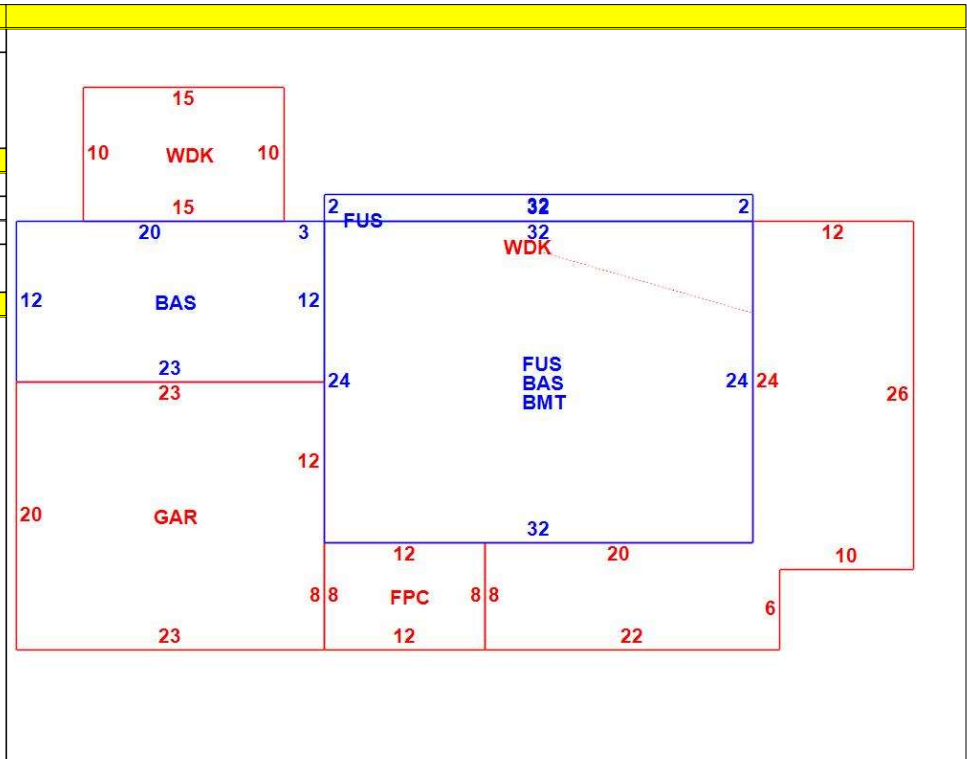 15
10 WDK 10
15
2 32 2
FUS
20 3 32 12
WDK
12 BAS 12
FUS
23 24 24 24
BAS
23 26
BMT
12
20 GAR
32
12 20 10
8 8 FPC 8 8
6
23 12 22